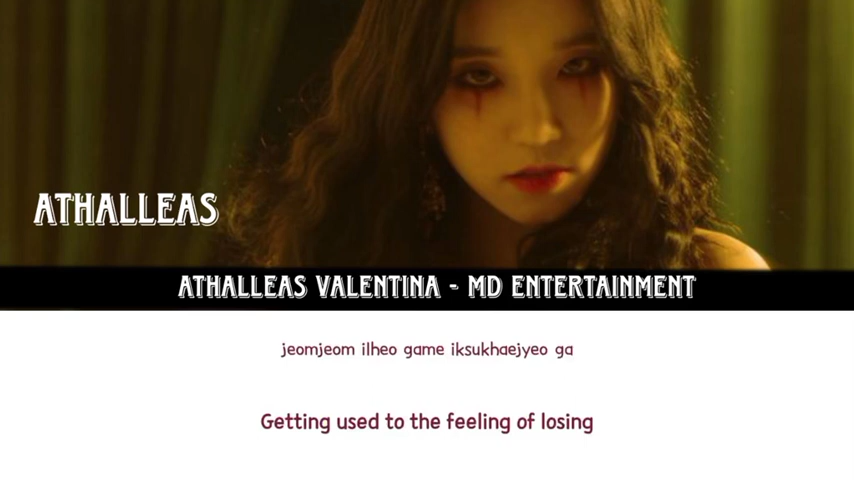 ATHALLEAS
ATHALLEAS VALENTINA - MD ENTERTAINMENT
jeomjeom ilheo game iksukhaejyeo ga
Getting used to the feeling of losing